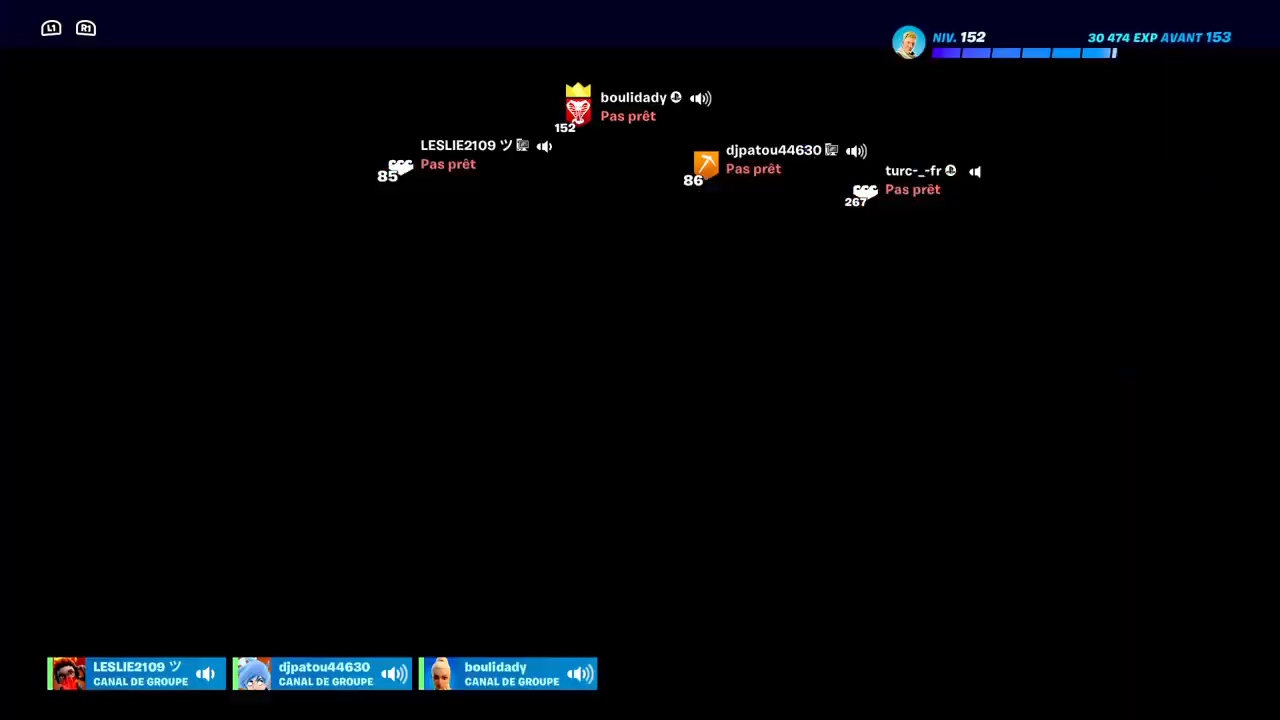 L1 R1
NIV. 152 30 474 EXP AVANT 153
boulidady
Pas prêt
152
LESLIE2109 ツ
Pas prêt
85
djpatou44630
Pas prêt
86
turc-_-fr
Pas prêt
267
LESLIE2109 ツ
CANAL DE GROUPE
djpatou44630
CANAL DE GROUPE
boulidady
CANAL DE GROUPE